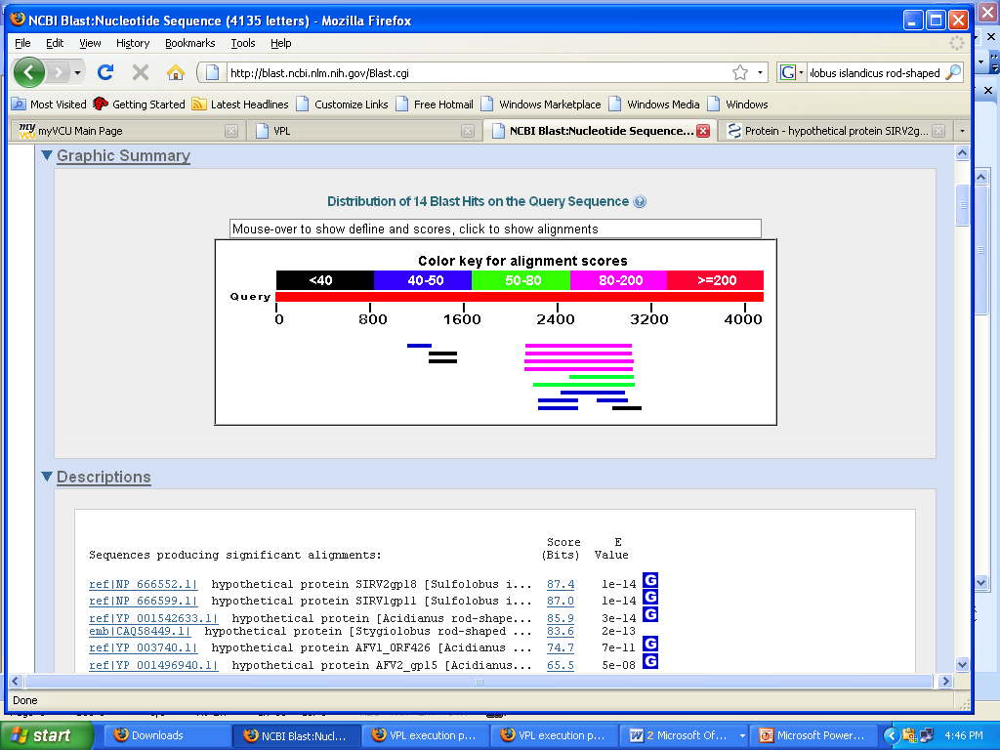 NCBI Blast:Nucleotide Sequence (4135 letters) - Mozilla Firefox
File Edit View History Bookmarks Tools Help
http://blast.ncbi.nlm.nih.gov/Blast.cgi
lobus islandicus rod-shaped
Most Visited Getting Started Latest Headlines Customize Links Free Hotmail Windows Marketplace Windows Media Windows
my VCU myVCU Main Page VPL NCBI Blast:Nucleotide Sequence... Protein - hypothetical protein SIRV2g...
Graphic Summary
Distribution of 14 Blast Hits on the Query Sequence
Mouse-over to show defline and scores, click to show alignments
Color key for alignment scores
<40 40-50 50-80 80-200 >=200
Query
0 800 1600 2400 3200 4000
Descriptions
Score E
Sequences producing significant alignments: (Bits) Value
ref|NP_666552.1| hypothetical protein SIRV2gp18 [Sulfolobus i... 87.4 1e-14 G
ref|NP_666599.1| hypothetical protein SIRV1gp11 [Sulfolobus i... 87.0 1e-14 G
ref|YP_001542633.1| hypothetical protein [Acidianus rod-shape... 85.9 3e-14 G
emb|CAQ58449.1| hypothetical protein [Stygiolobus rod-shaped ... 83.6 2e-13
ref|YP_003740.1| hypothetical protein AFV1_ORF426 [Acidianus ... 74.7 7e-11 G
ref|YP_001496940.1| hypothetical protein AFV2_gp15 [Acidianus... 65.5 5e-08 G
Done
start Downloads NCBI Blast:Nucl... VPL execution p... VPL execution p... 2 Microsoft Of... Microsoft Power... 4:46 PM